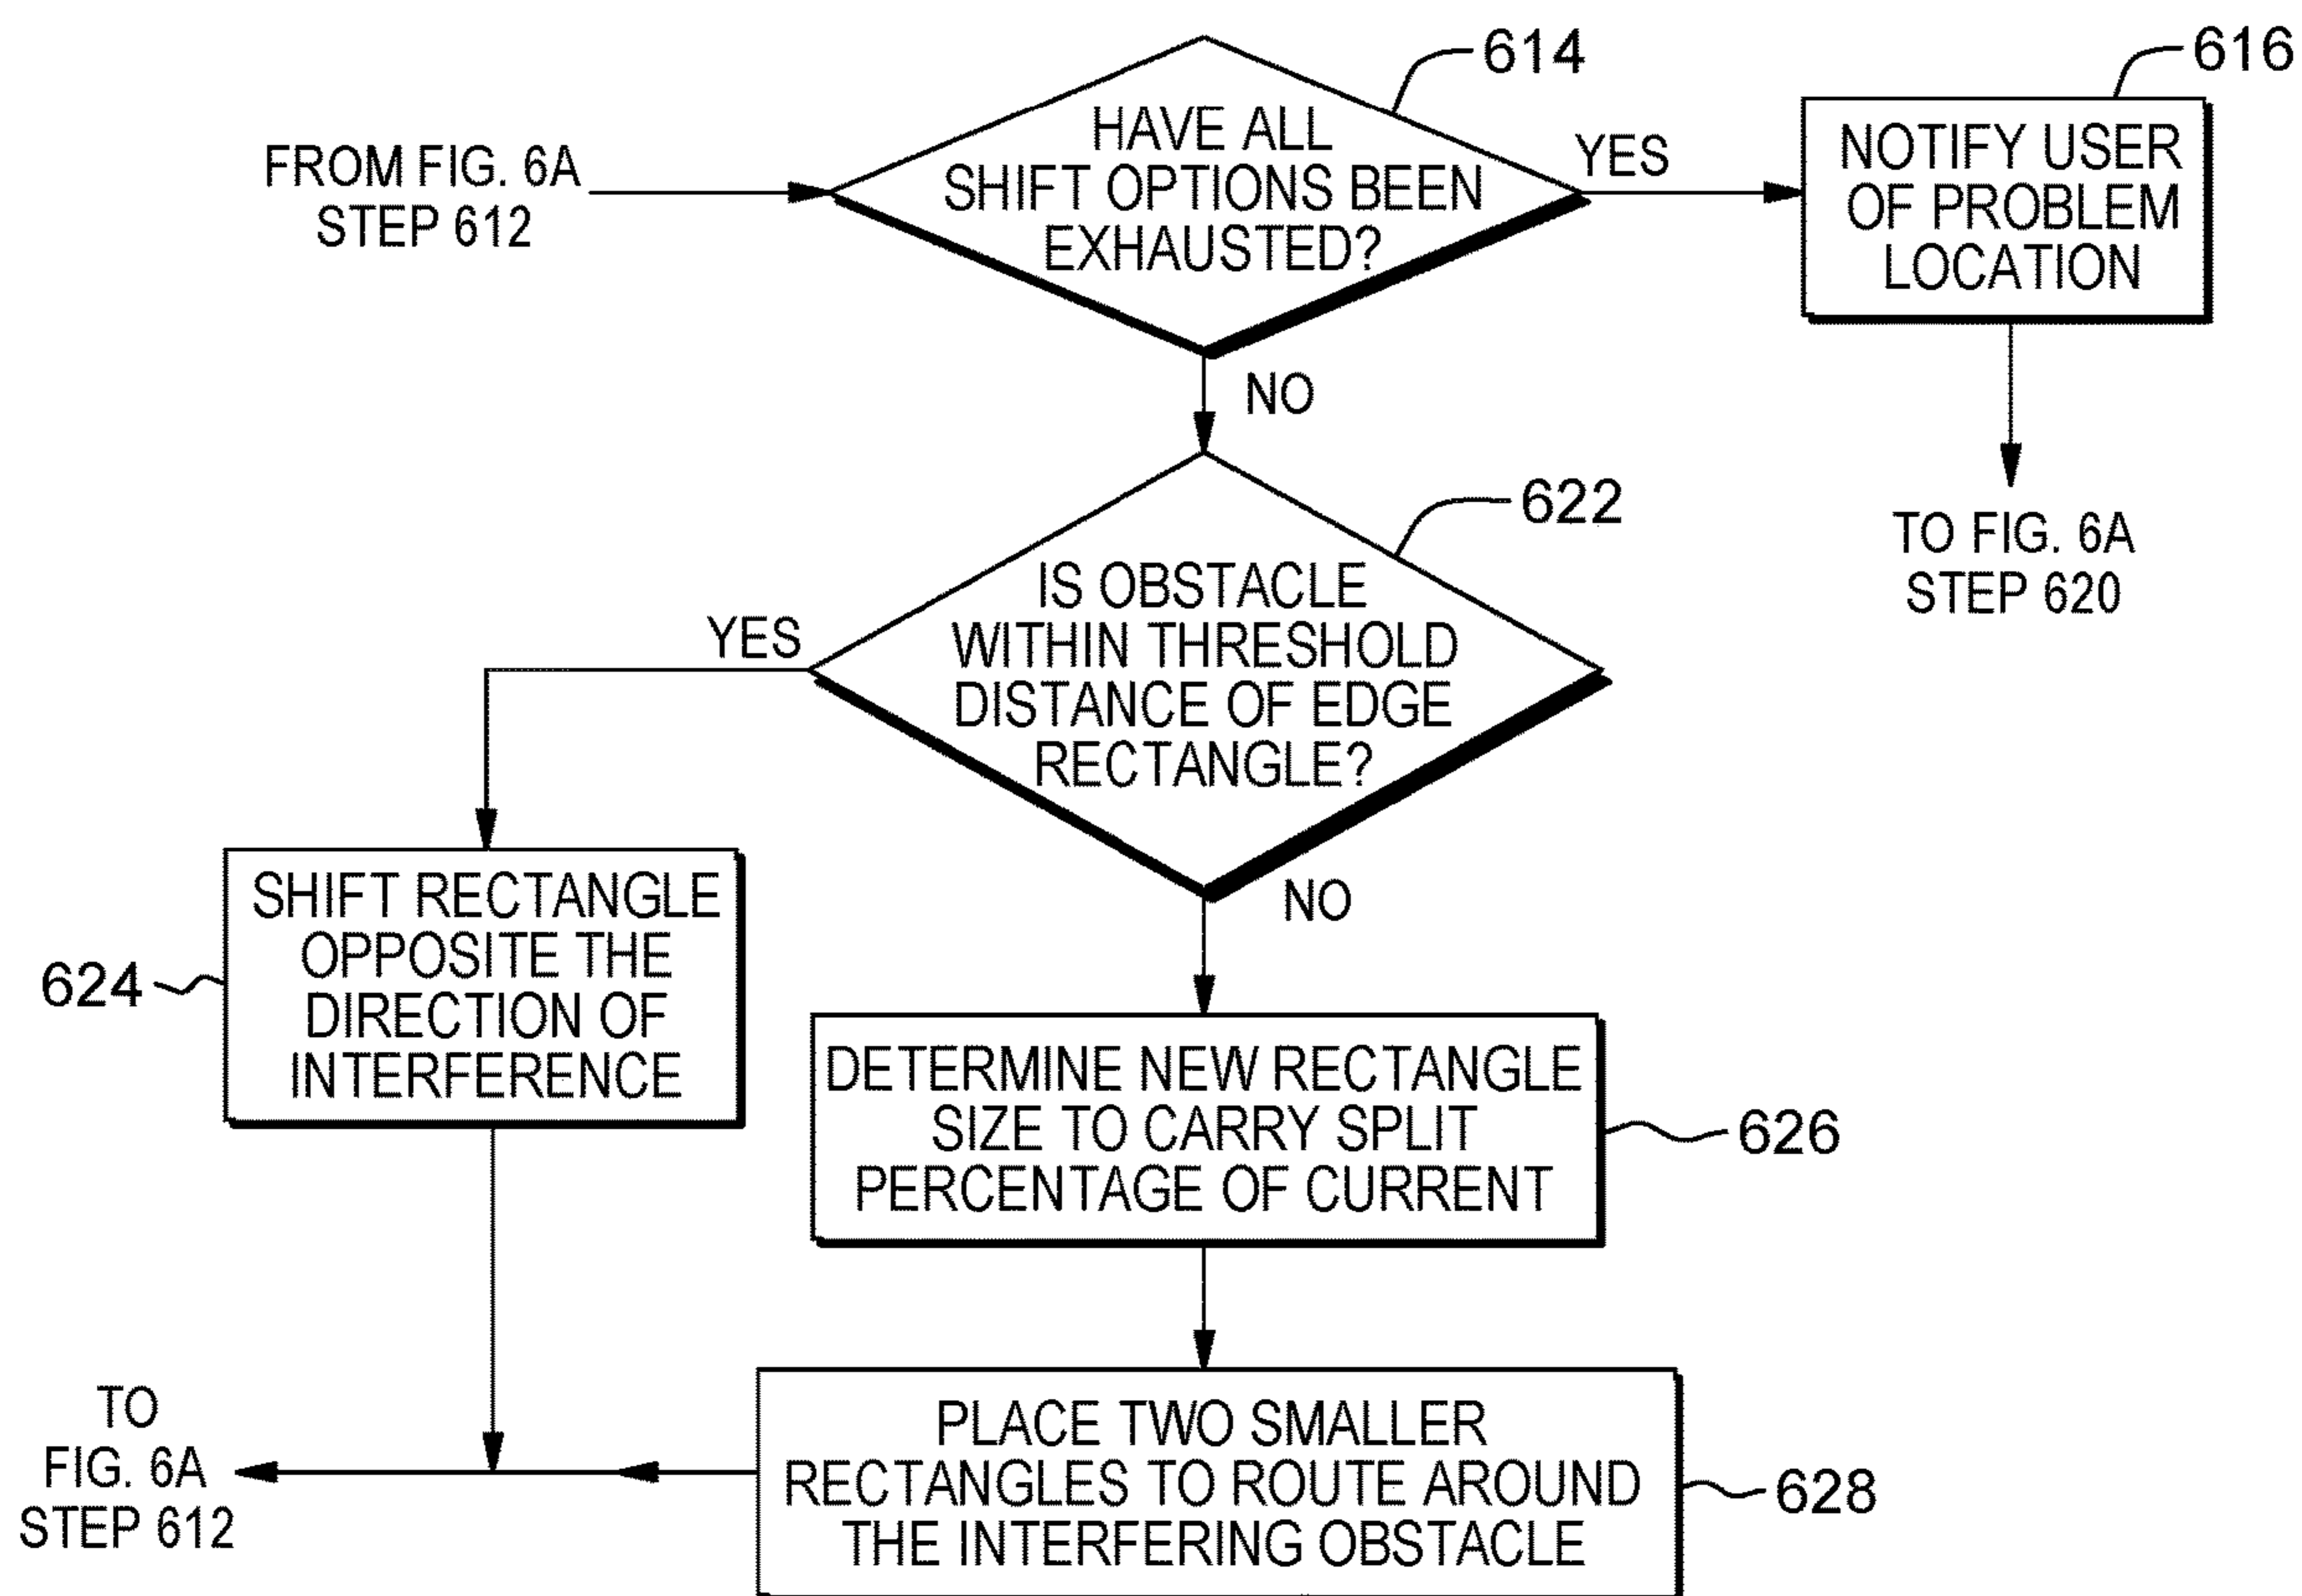 614
616
HAVE ALL
SHIFT OPTIONS BEEN
EXHAUSTED?
FROM FIG. 6A
STEP 612
YES
NOTIFY USER
OF PROBLEM
LOCATION
NO
622
TO FIG. 6A
STEP 620
IS OBSTACLE
WITHIN THRESHOLD
DISTANCE OF EDGE
RECTANGLE?
YES
NO
SHIFT RECTANGLE
OPPOSITE THE
DIRECTION OF
INTERFERENCE
624
DETERMINE NEW RECTANGLE
SIZE TO CARRY SPLIT
PERCENTAGE OF CURRENT
626
TO
FIG. 6A
STEP 612
PLACE TWO SMALLER
RECTANGLES TO ROUTE AROUND
THE INTERFERING OBSTACLE
628